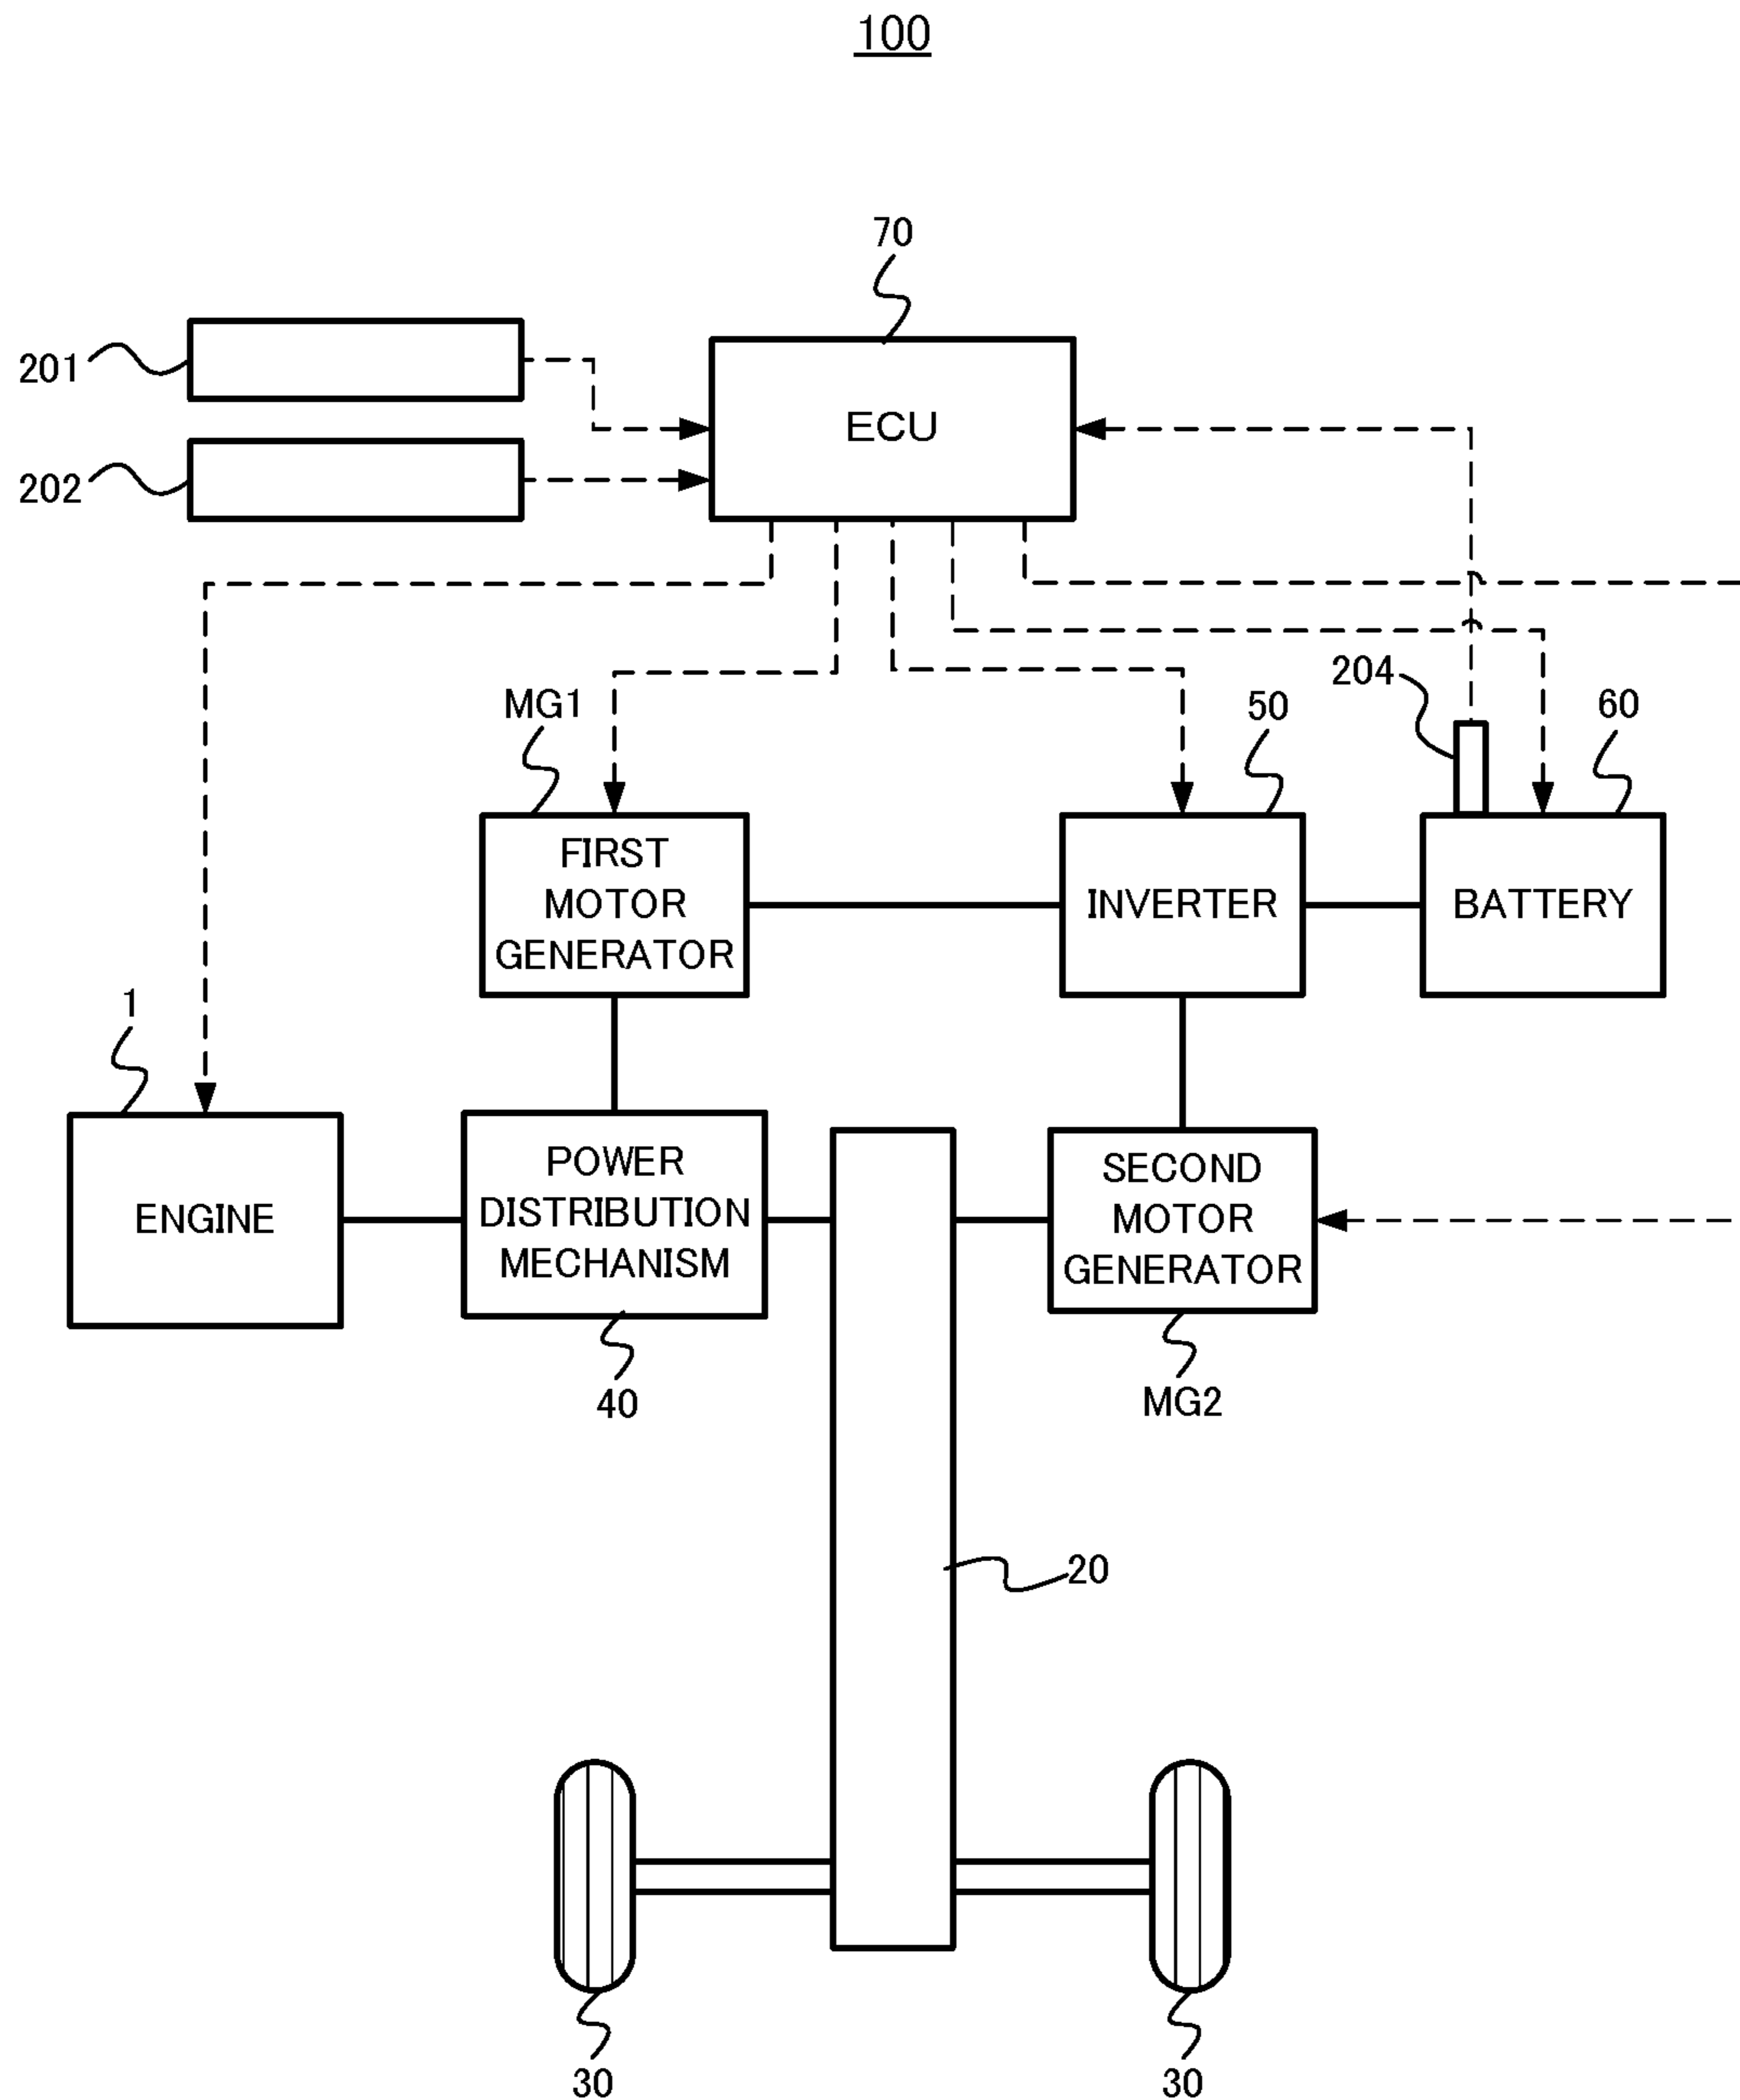 100
70
201
ECU
202
204
MG1
50
60
FIRST
MOTOR
GENERATOR
INVERTER
BATTERY
1
ENGINE
POWER
DISTRIBUTION
MECHANISM
SECOND
MOTOR
GENERATOR
40
MG2
20
30
30